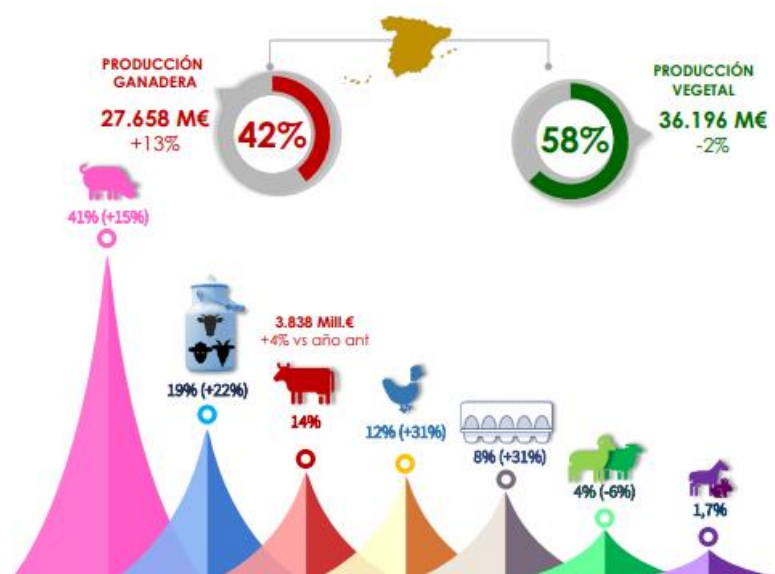 PRODUCCIÓN
GANADERA
27.658 M€
+13%
42%
58%
PRODUCCIÓN
VEGETAL
36.196 M€
-2%
41% (+15%)
19% (+22%)
3.838 Mill.€
+4% vs año ant
14%
12% (+31%)
8% (+31%)
4% (-6%)
1,7%